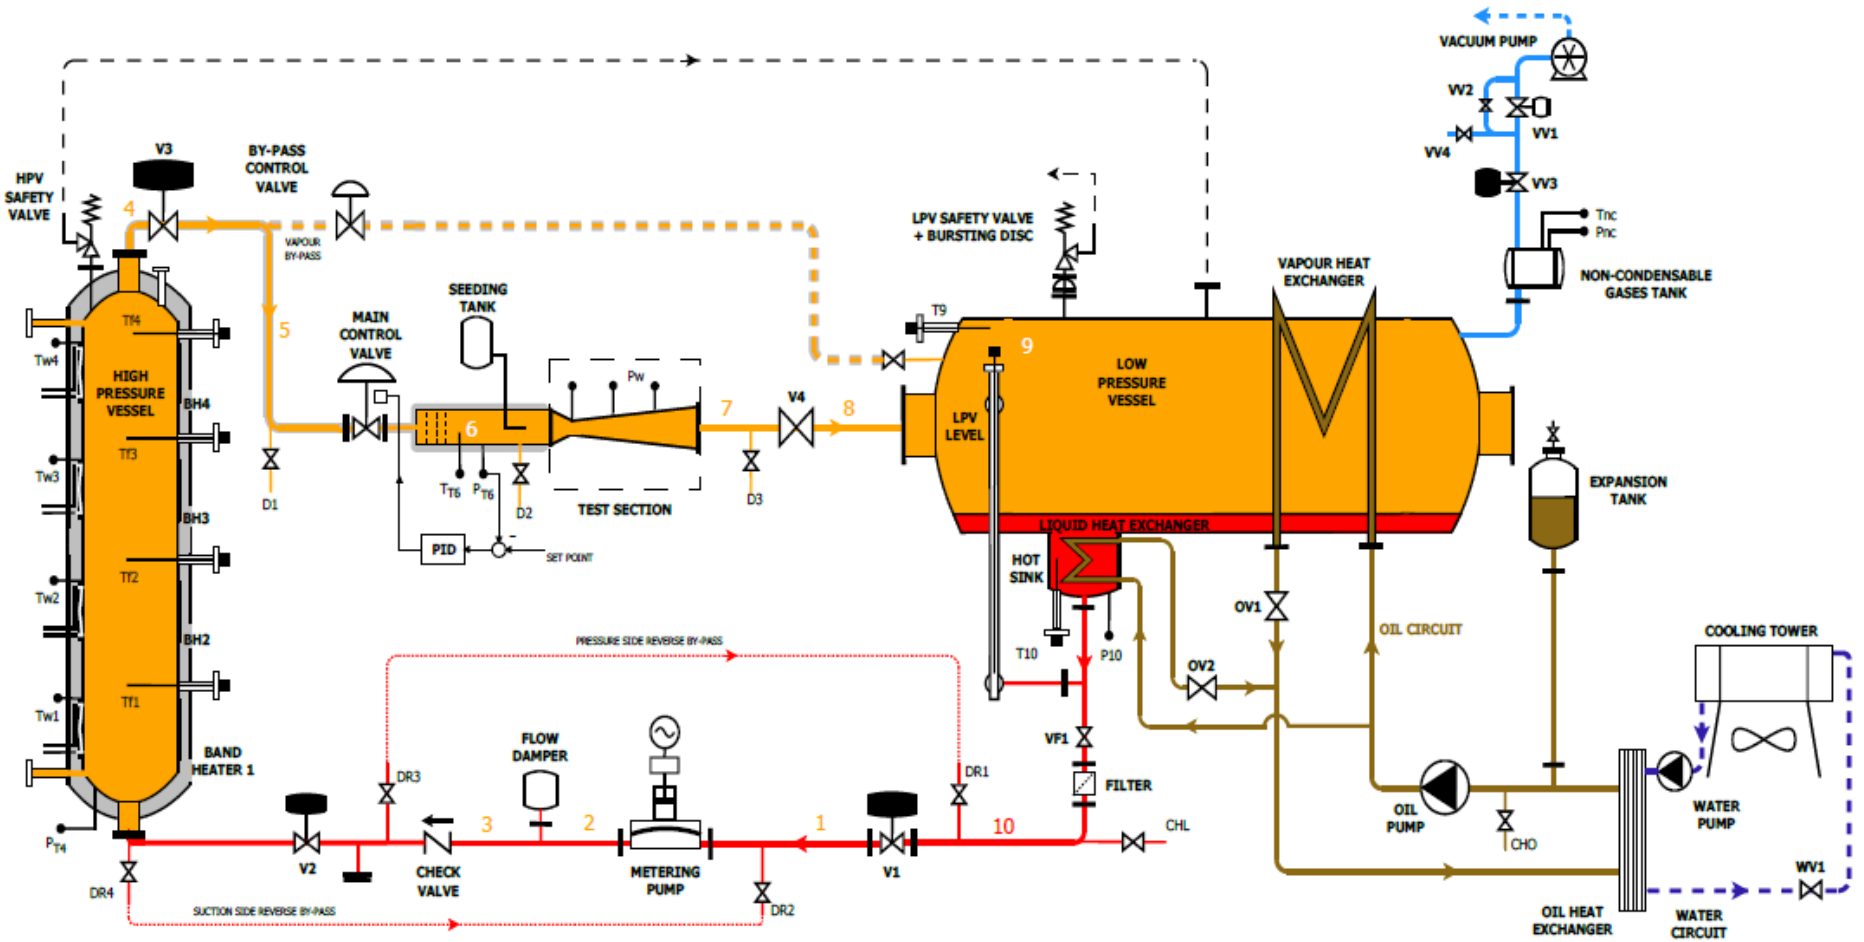 VACUUM PUMP
VV2
VV1
VV4
VV3
Tnc
Pnc
NON-CONDENSABLE
GASES TANK
V3
BY-PASS
CONTROL
VALVE
HPV
SAFETY
VALVE
4
VAPOUR
BY-PASS
LPV SAFETY VALVE
+ BURSTING DISC
VAPOUR HEAT
EXCHANGER
SEEDING
TANK
MAIN
CONTROL
VALVE
5
T9
9
Tf4
Tw4
HIGH
PRESSURE
VESSEL
BH4
Pw
LOW
PRESSURE
VESSEL
LPV
LEVEL
V4
7
8
6
Tf3
Tw3
D1
TT6
PT6
D2
D3
TEST SECTION
EXPANSION
TANK
BH3
LIQUID HEAT EXCHANGER
PID
-
SET POINT
HOT
SINK
Tf2
Tw2
BH2
OV1
OIL CIRCUIT
COOLING TOWER
PRESSURE SIDE REVERSE BY-PASS
T10
P10
OV2
Tf1
Tw1
BAND
HEATER 1
FLOW
DAMPER
VF1
FILTER
DR3
DR1
OIL
PUMP
WATER
PUMP
CHO
PT4
V2
3
2
1
10
CHL
CHECK
VALVE
METERING
PUMP
V1
DR4
DR2
SUCTION SIDE REVERSE BY-PASS
WV1
OIL HEAT
EXCHANGER
WATER
CIRCUIT